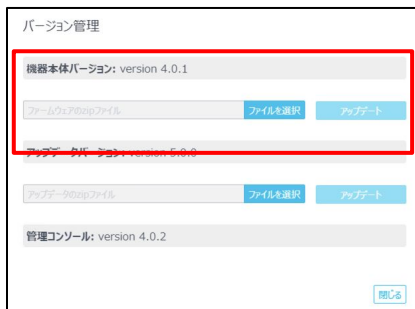 バージョン管理
機器本体バージョン: version 4.0.1
ファームウェアのzipファイル ファイルを選択 アップデート
アップデータバージョン: version 5.0.0
アップデータのzipファイル ファイルを選択 アップデート
管理コンソール: version 4.0.2
閉じる